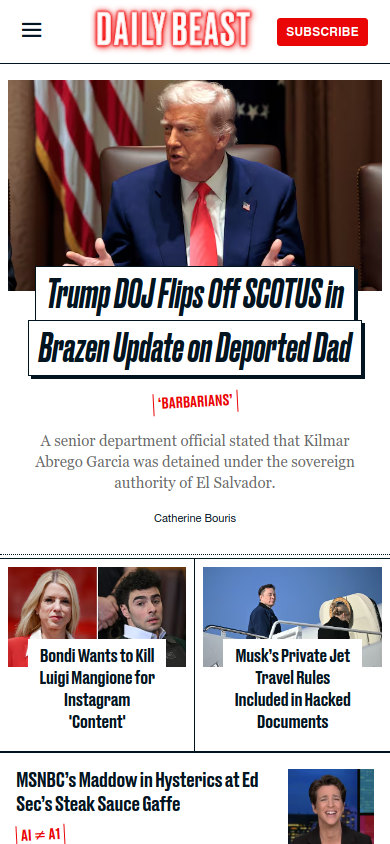 DAILY BEAST
SUBSCRIBE
Trump DOJ Flips Off SCOTUS in
Brazen Update on Deported Dad
‘BARBARIANS’
A senior department official stated that Kilmar
Abrego Garcia was detained under the sovereign
authority of El Salvador.
Catherine Bouris
Bondi Wants to Kill
Luigi Mangione for
Instagram
'Content'
Musk’s Private Jet
Travel Rules
Included in Hacked
Documents
MSNBC’s Maddow in Hysterics at Ed
Sec’s Steak Sauce Gaffe
AI ≠ A1